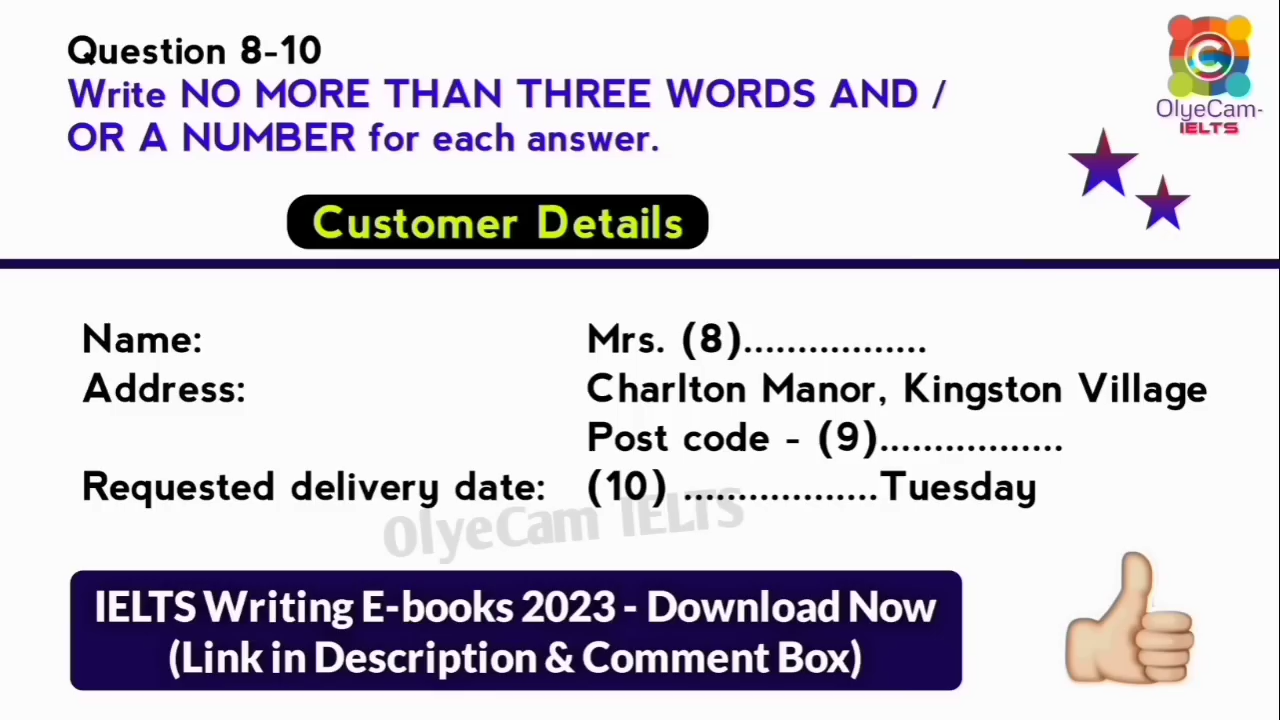 Question 8-10
Write NO MORE THAN THREE WORDS AND /
OR A NUMBER for each answer.
C
OlyeCam-
IELTS
Customer Details
Name: Mrs. (8).................
Address: Charlton Manor, Kingston Village
Post code - (9).................
Requested delivery date: (10) ..................Tuesday
OlyeCam IELTS
IELTS Writing E-books 2023 - Download Now
(Link in Description & Comment Box)